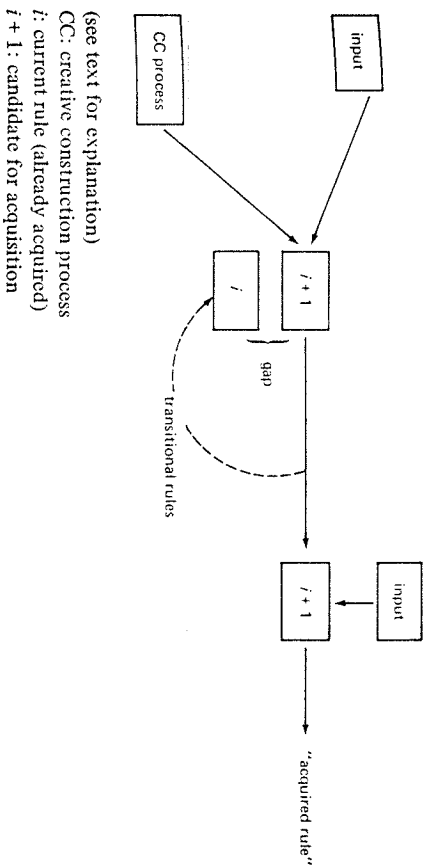 input
CC process
i + 1
i
gap
transitional rules
input
i + 1
"acquired rule"
(see text for explanation)
CC: creative construction process
i: current rule (already acquired)
i + 1: candidate for acquisition